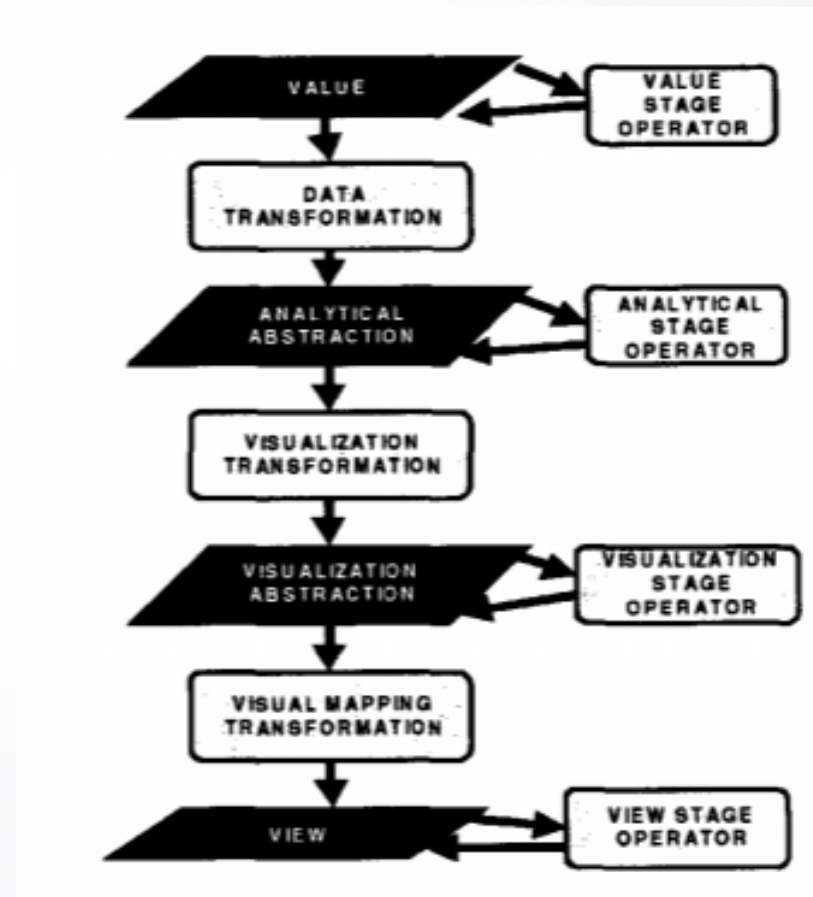 VALUE
VALUE
STAGE
OPERATOR
DATA
TRANSFORMATION
ANALYTICAL
ABSTRACTION
ANALYTICAL
STAGE
OPERATOR
VISUALIZATION
TRANSFORMATION
VISUALIZATION
ABSTRACTION
VISUALIZATION
STAGE
OPERATOR
VISUAL MAPPING
TRANSFORMATION
VIEW
VIEW STAGE
OPERATOR